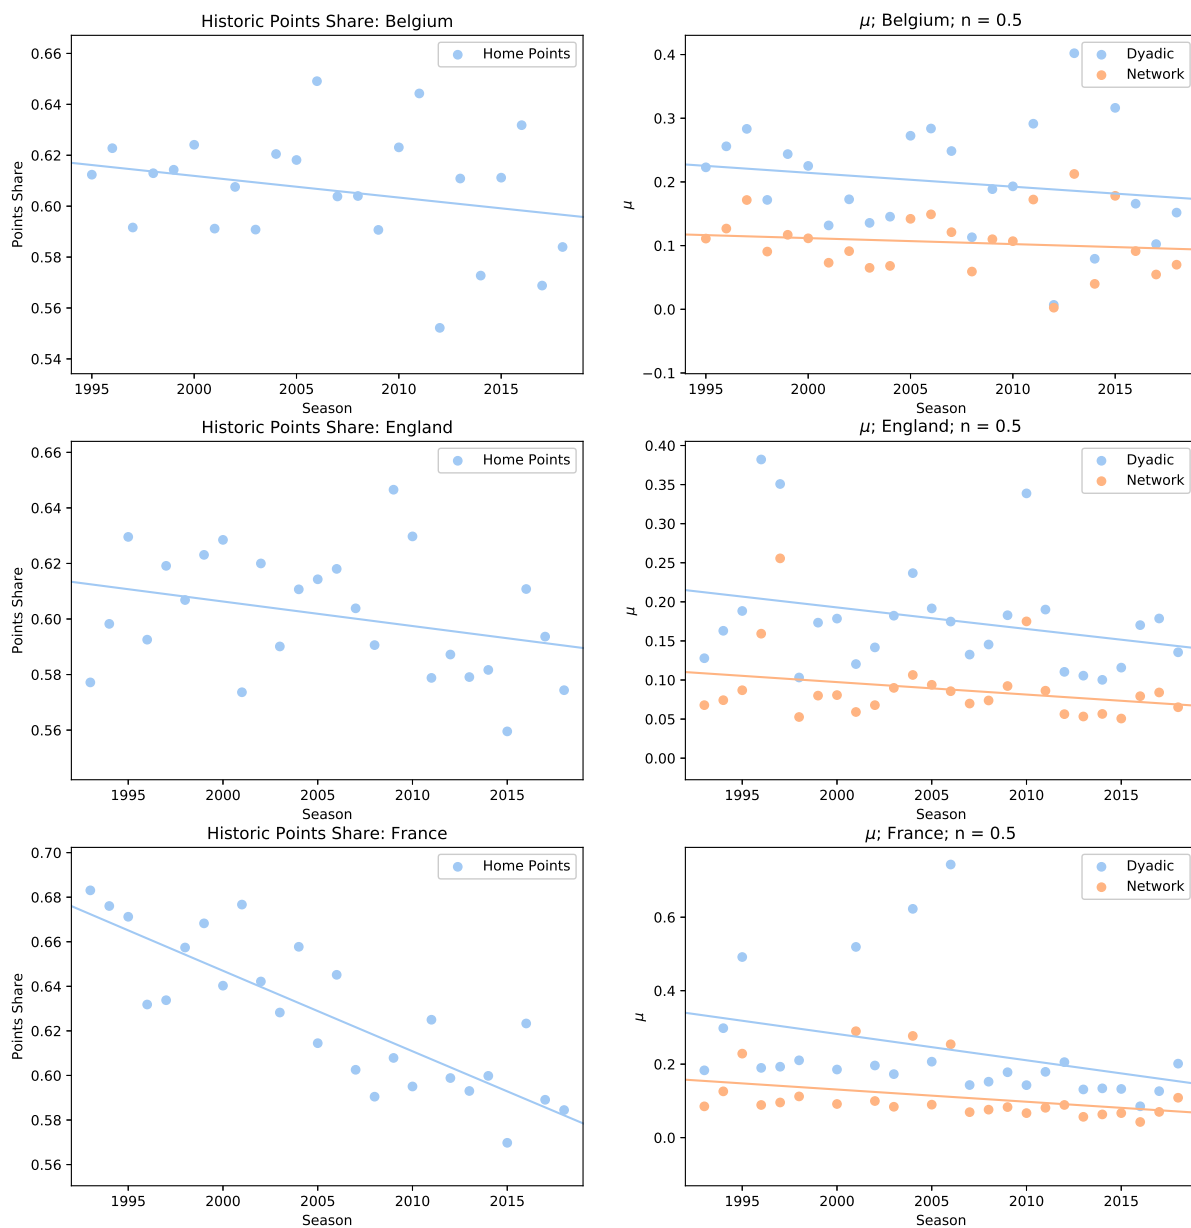 Historic Points Share: Belgium
Home Points
Points Share
0.66
0.64
0.62
0.60
0.58
0.56
0.54
1995 2000 2005 2010 2015
Season
μ; Belgium; n = 0.5
Dyadic
Network
μ
0.4
0.3
0.2
0.1
0.0
−0.1
1995 2000 2005 2010 2015
Season
Historic Points Share: England
Home Points
Points Share
0.66
0.64
0.62
0.60
0.58
0.56
1995 2000 2005 2010 2015
Season
μ; England; n = 0.5
Dyadic
Network
μ
0.40
0.35
0.30
0.25
0.20
0.15
0.10
0.05
0.00
1995 2000 2005 2010 2015
Season
Historic Points Share: France
Home Points
Points Share
0.70
0.68
0.66
0.64
0.62
0.60
0.58
0.56
1995 2000 2005 2010 2015
Season
μ; France; n = 0.5
Dyadic
Network
μ
0.6
0.4
0.2
0.0
1995 2000 2005 2010 2015
Season